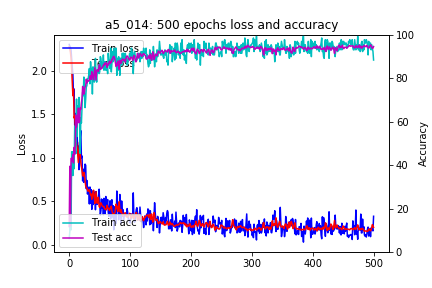 a5_014: 500 epochs loss and accuracy
Train loss
Test loss
Train acc
Test acc
Loss
2.0
1.5
1.0
0.5
0.0
Accuracy
100
80
60
40
20
0
0
100
200
300
400
500